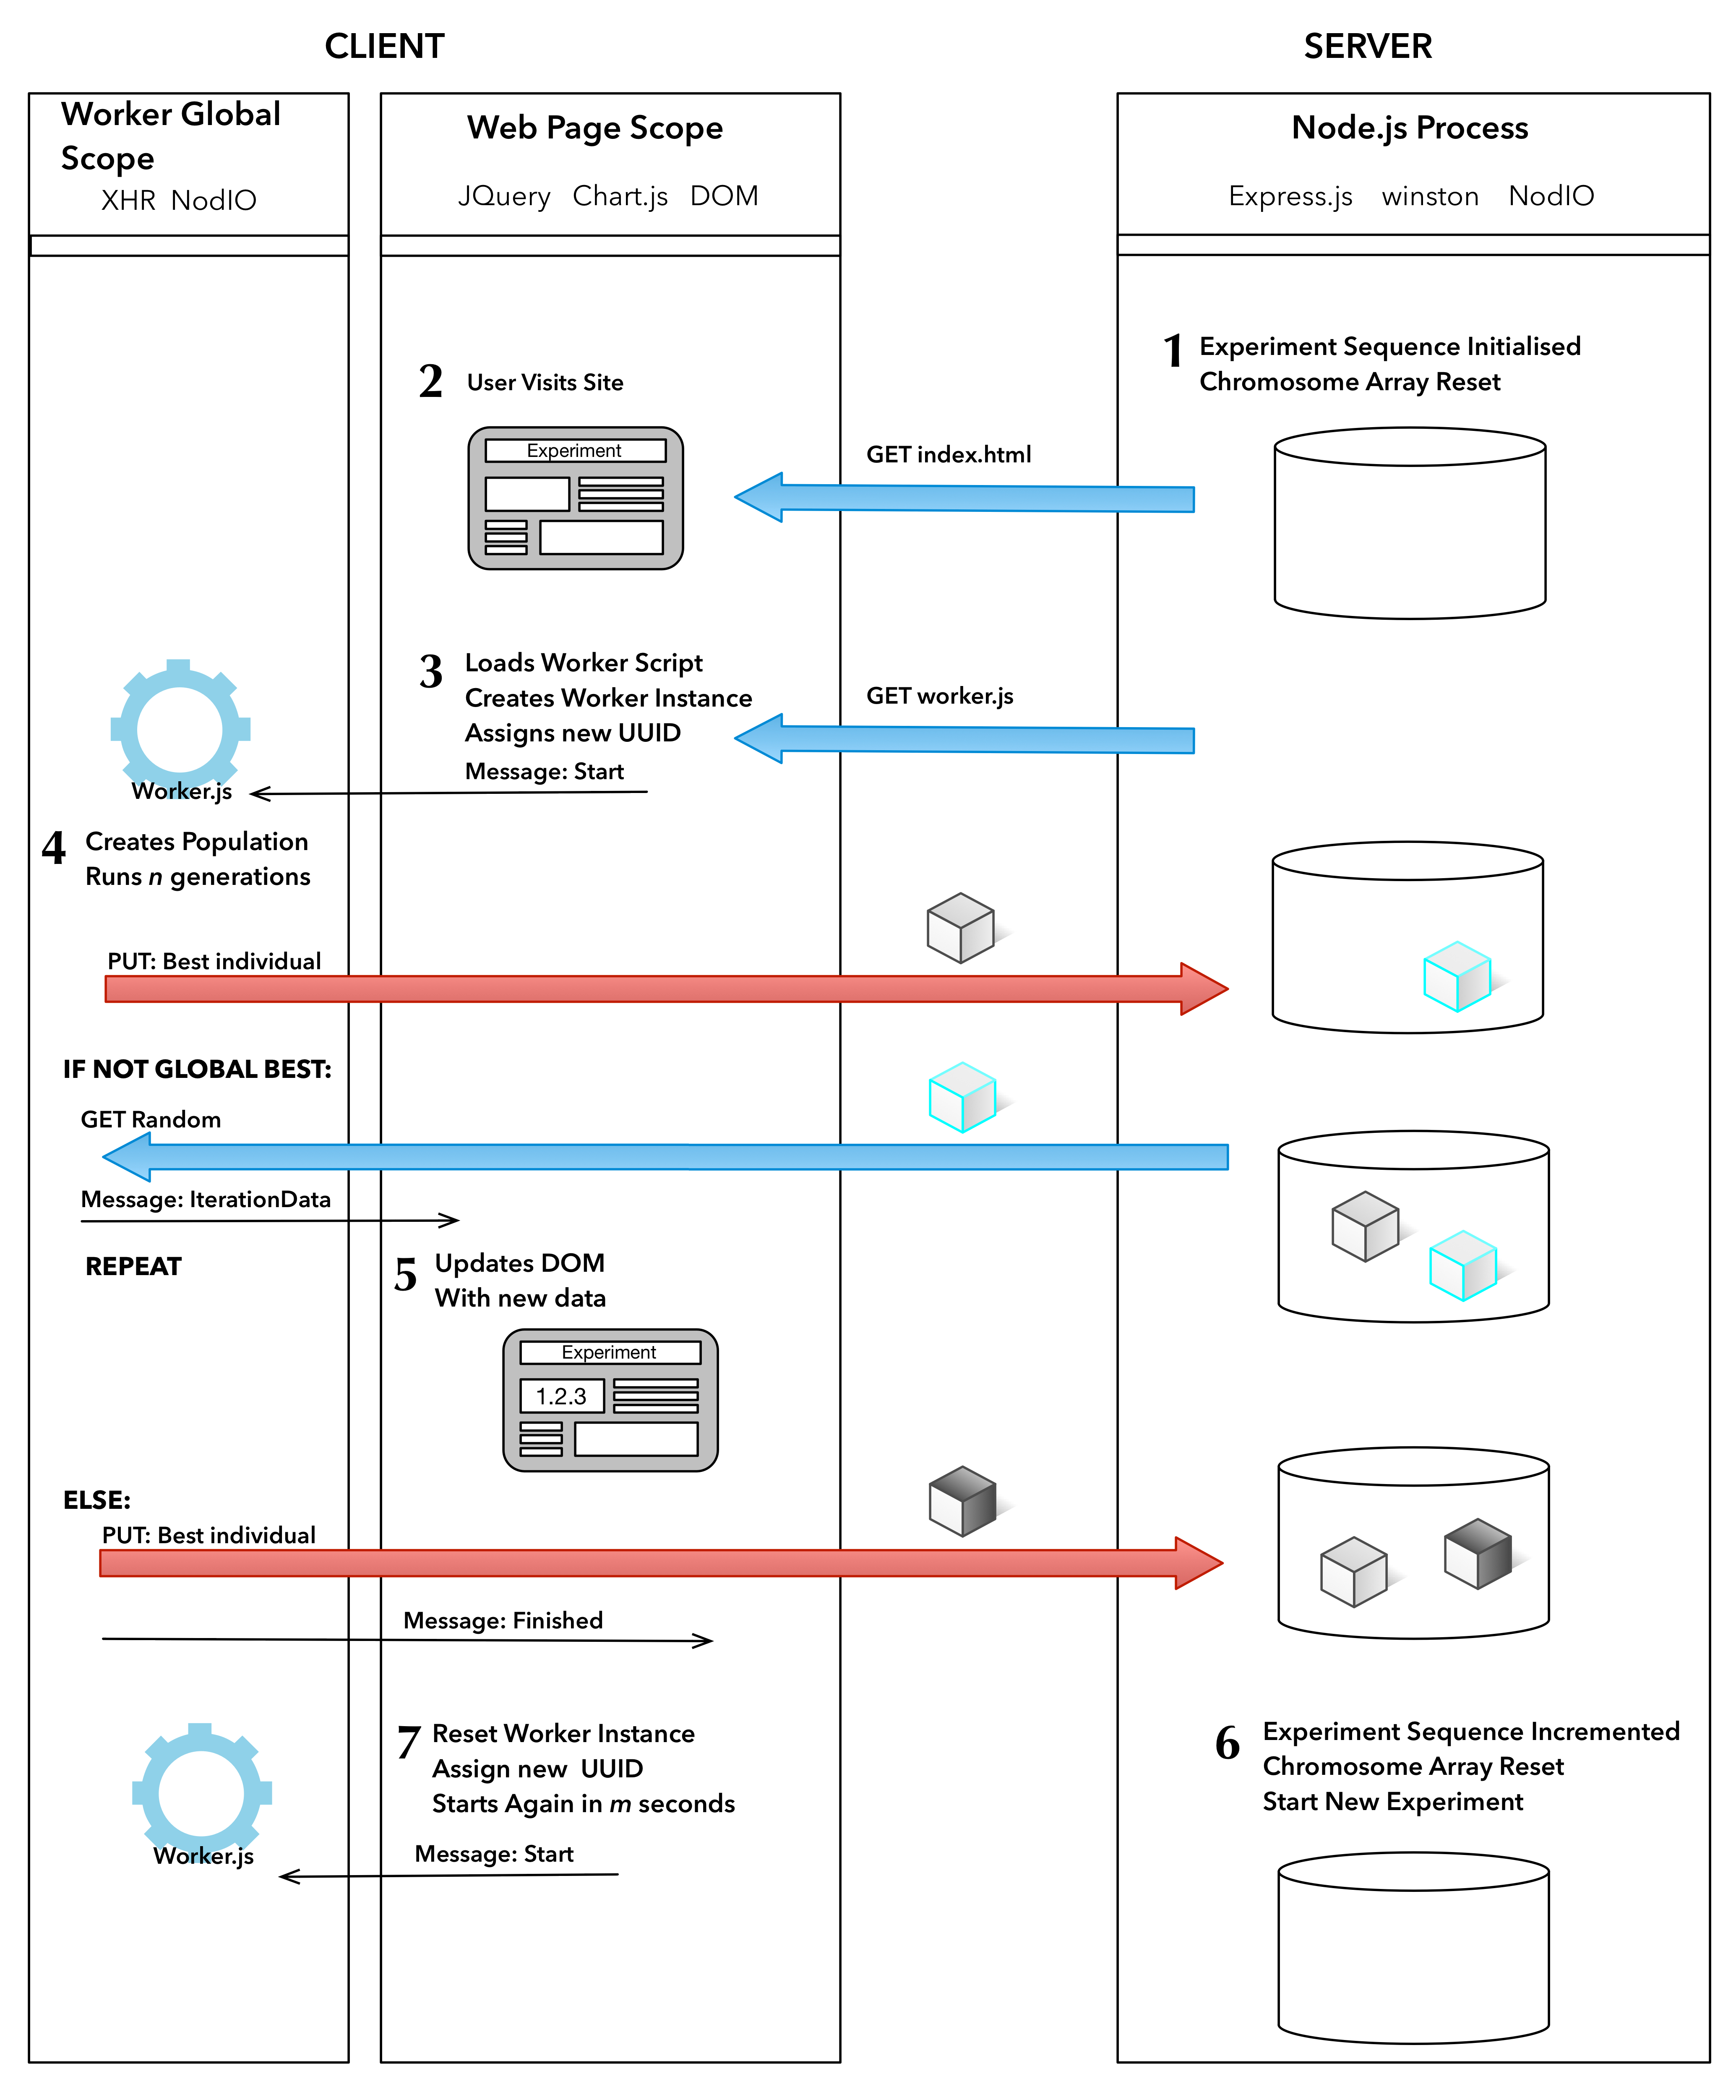 CLIENT
SERVER
Worker Global
Scope
XHR NodIO
Web Page Scope
JQuery Chart.js DOM
Node.js Process
Express.js winston NodIO
1 Experiment Sequence Initialised
Chromosome Array Reset
2 User Visits Site
Experiment
GET index.html
3 Loads Worker Script
Creates Worker Instance
Assigns new UUID
Message: Start
GET worker.js
Worker.js
4 Creates Population
Runs n generations
PUT: Best individual
IF NOT GLOBAL BEST:
GET Random
Message: IterationData
REPEAT
5 Updates DOM
With new data
Experiment
1.2.3
ELSE:
PUT: Best individual
Message: Finished
6 Experiment Sequence Incremented
Chromosome Array Reset
Start New Experiment
7 Reset Worker Instance
Assign new UUID
Starts Again in m seconds
Message: Start
Worker.js